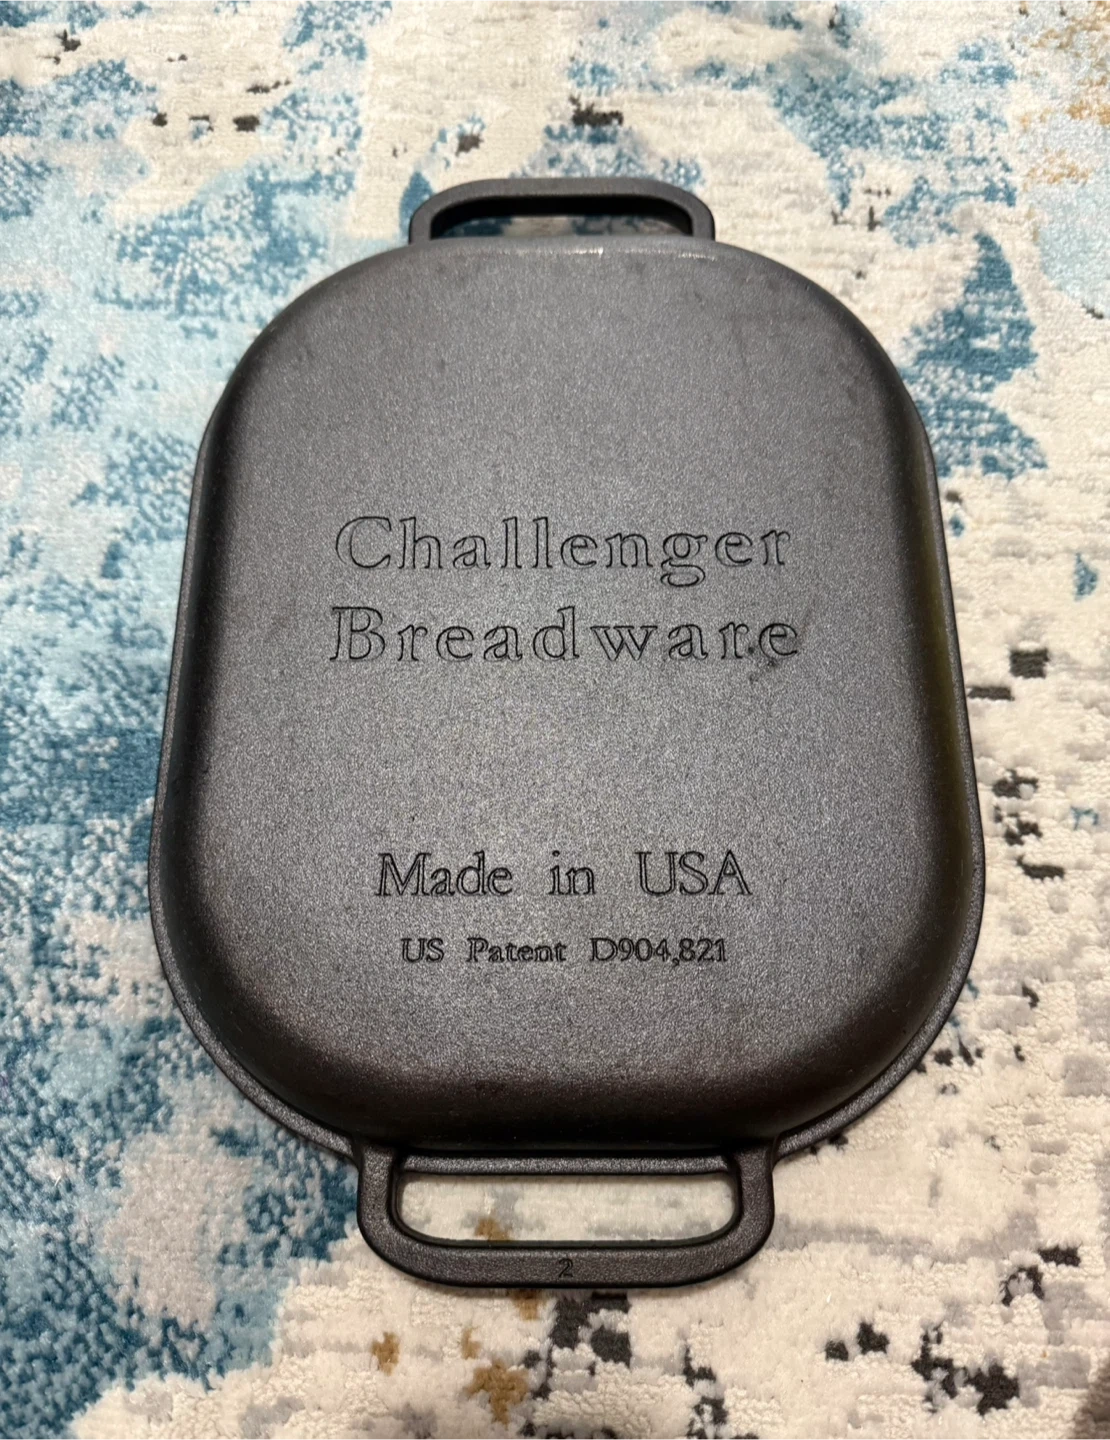 Challenger
Breadware
Made in USA
US Patent D904,821
2